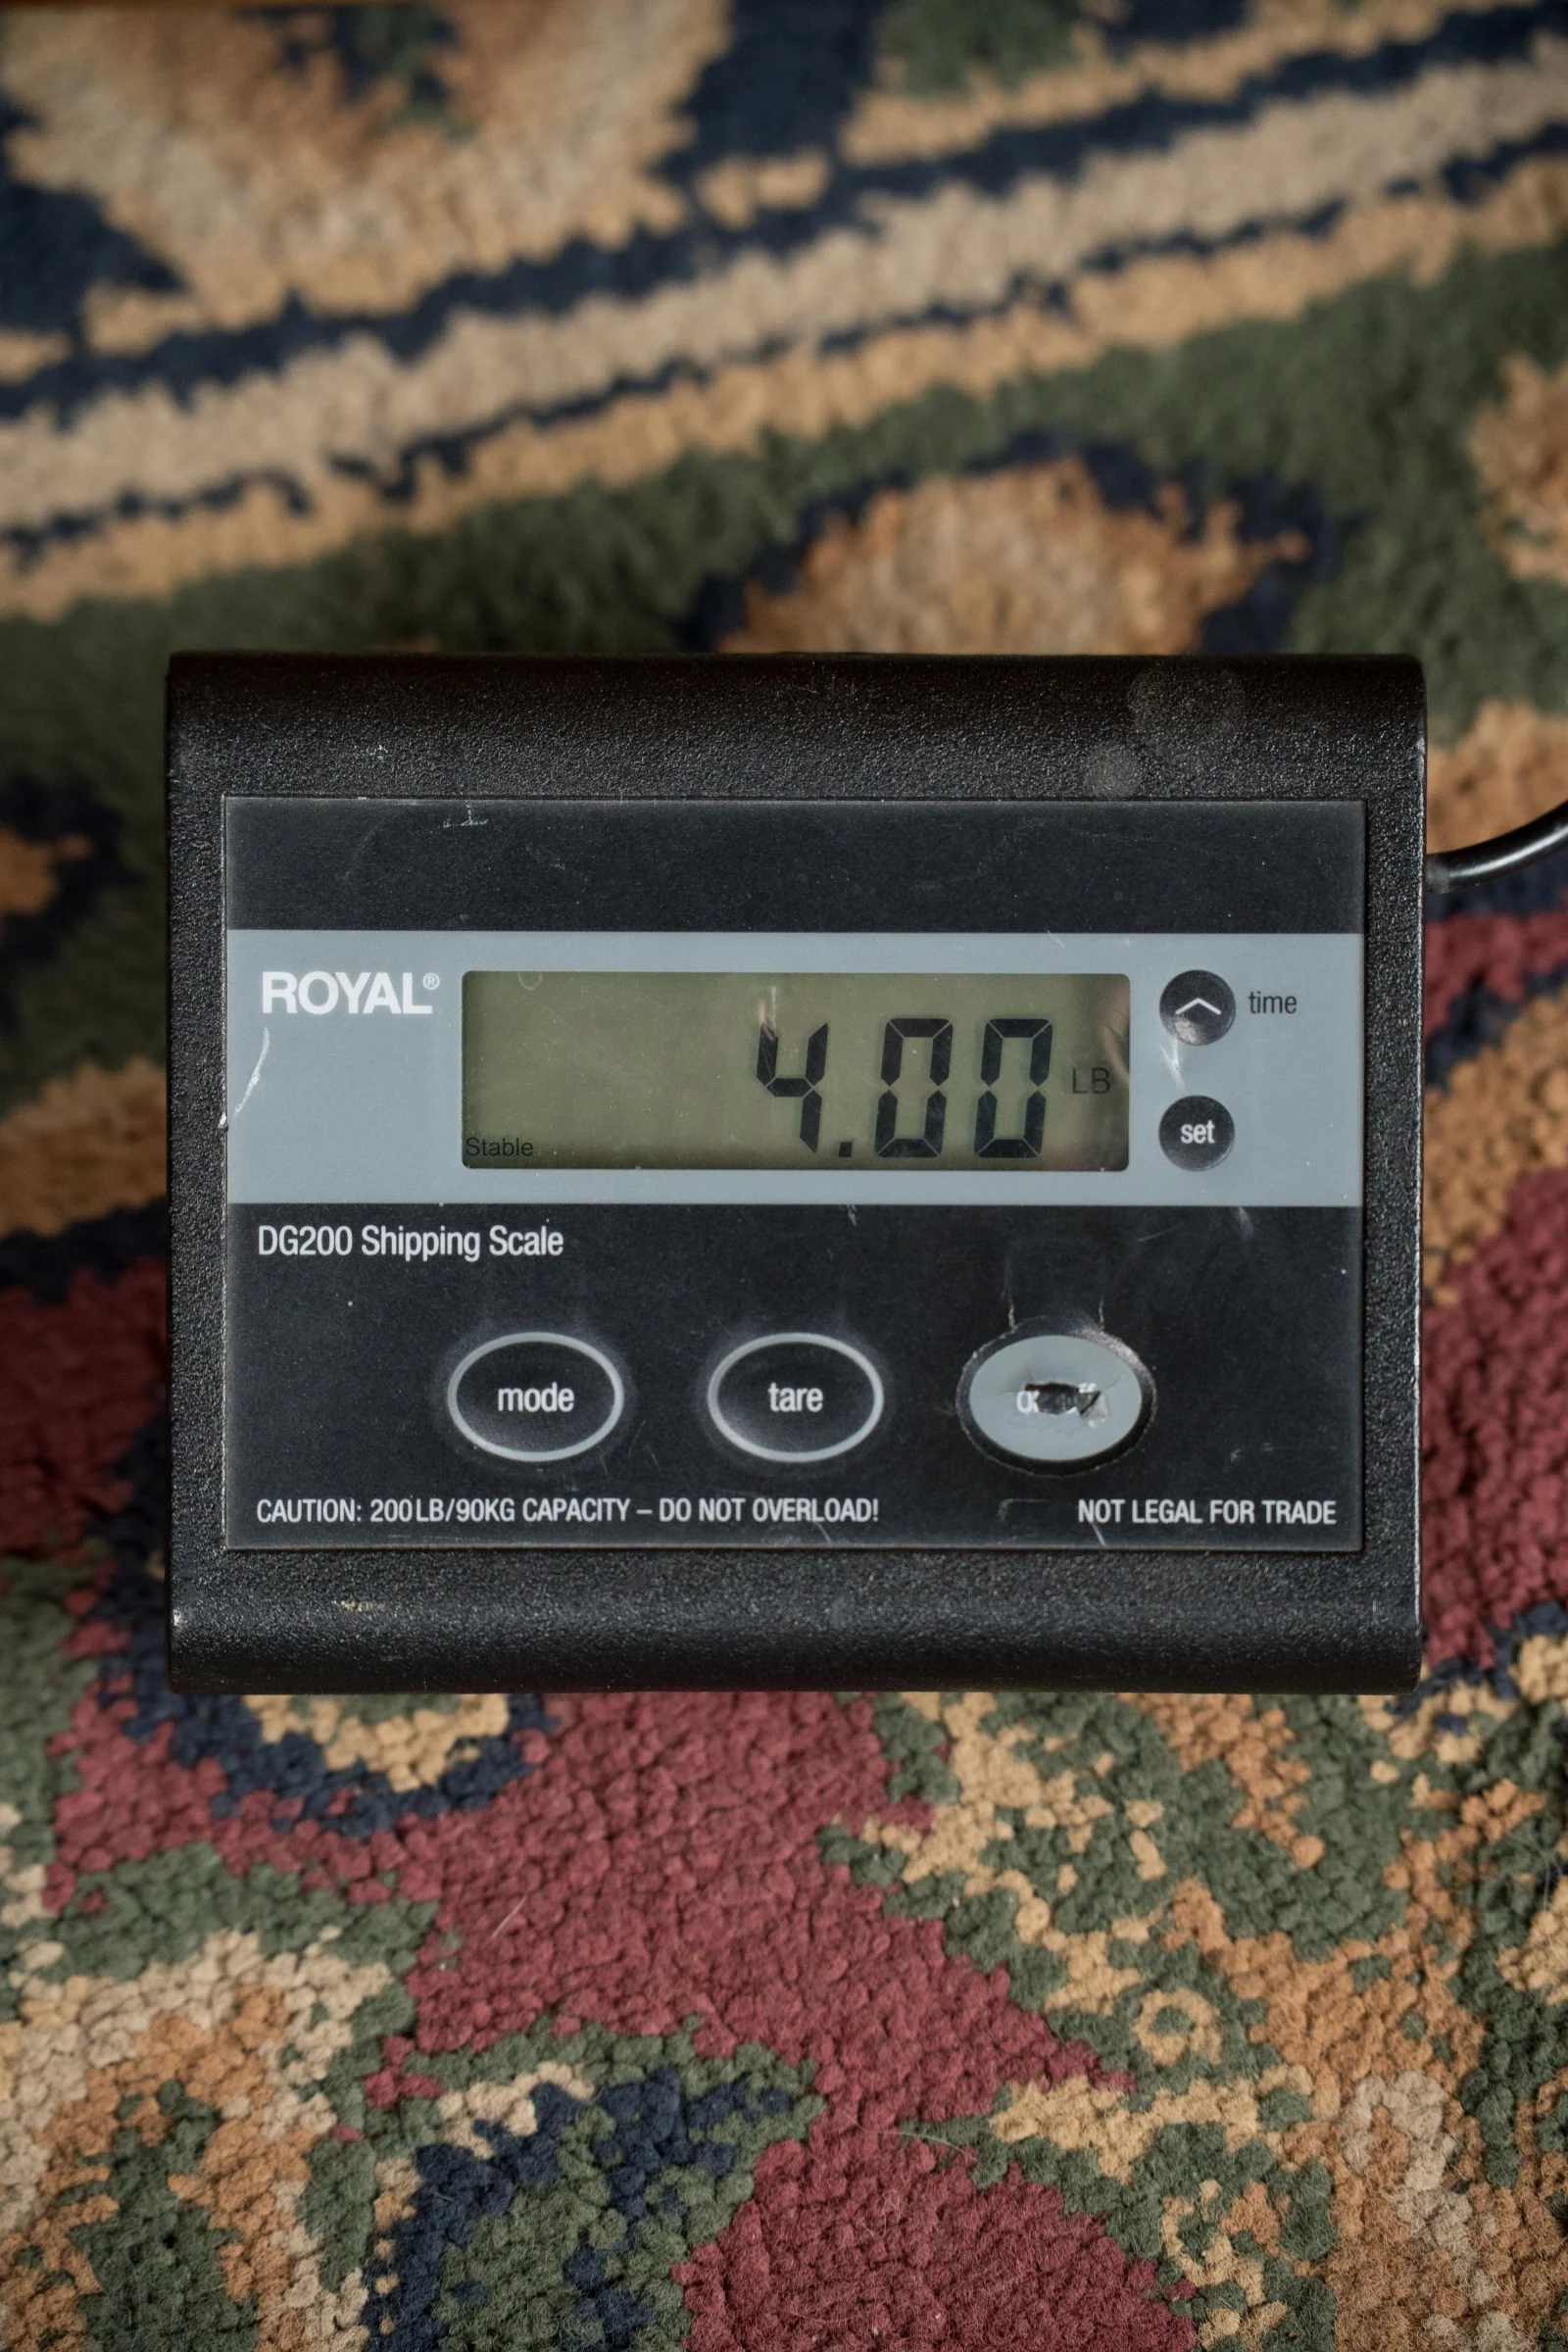 ROYAL®
time
4.00 LB
Stable
set
DG200 Shipping Scale
mode
tare
CAUTION: 200LB/90KG CAPACITY – DO NOT OVERLOAD!
NOT LEGAL FOR TRADE